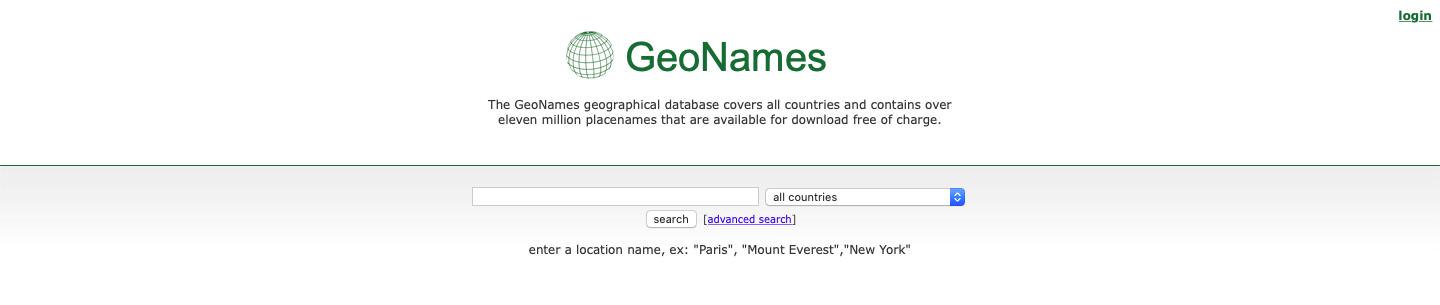 login
GeoNames
The GeoNames geographical database covers all countries and contains over
eleven million placenames that are available for download free of charge.
all countries
search [advanced search]
enter a location name, ex: "Paris", "Mount Everest","New York"